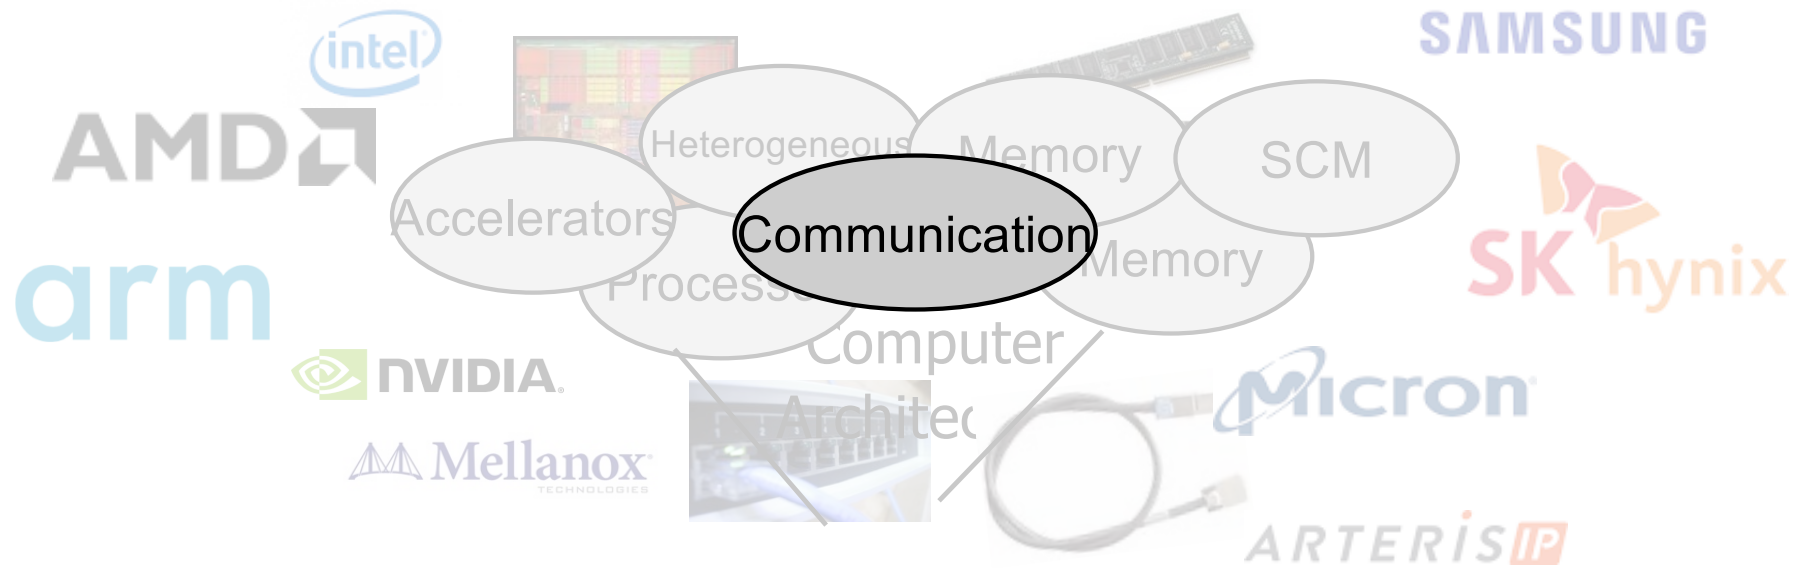 intel
SAMSUNG
AMD
Heterogeneous
Memory
SCM
Accelerators
Communication
Memory
Process
SK hynix
arm
Computer
Architec
NVIDIA.
Micron
Mellanox
TECHNOLOGIES
ARTERIS IP